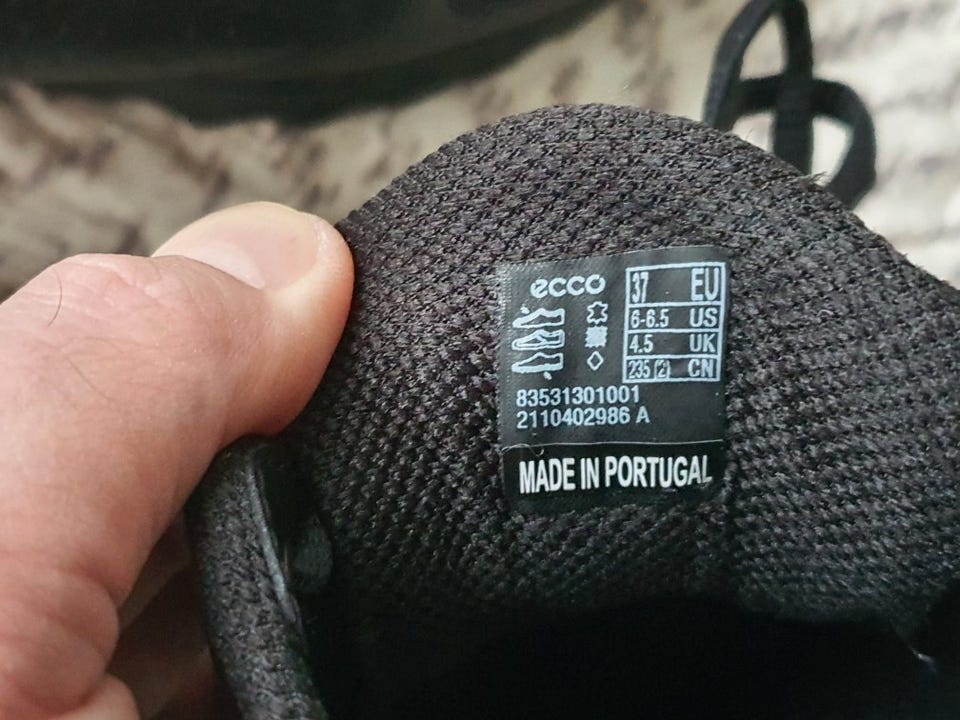 ecco
37 EU
6-6.5 US
4.5 UK
235 (2) CN
83531301001
2110402986 A
MADE IN PORTUGAL